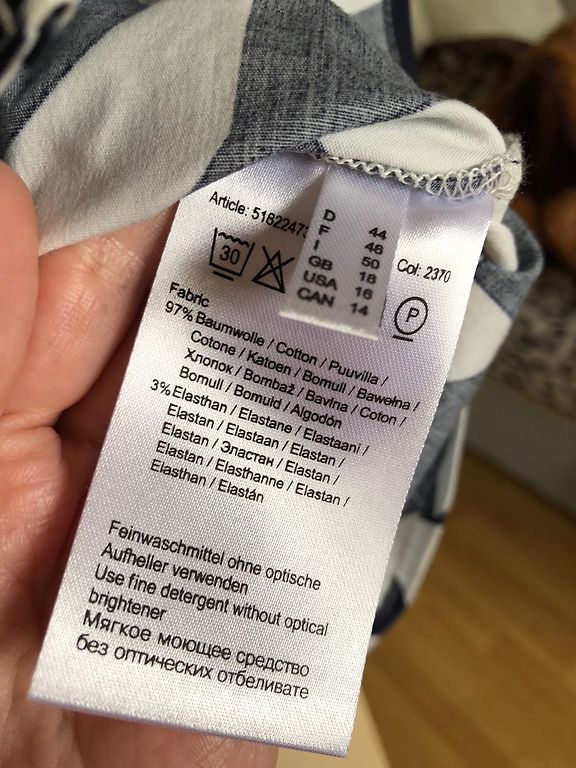 Article: 5182247
Col: 2370
D 44
F 46
I 50
GB 18
USA 16
CAN 14
30
P
Fabric
97% Baumwolle / Cotton / Puuvilla /
Cotone / Katoen / Bomull / Bawełna /
Хлопок / Bombaž / Bavlna / Coton /
Bomull / Bomuld / Algodón
3% Elasthan / Elastane / Elastaani /
Elastan / Elastaan / Elastan /
Elastan / Эластан / Elastan /
Elastan / Elasthanne / Elastan /
Elasthan / Elastán
Feinwaschmittel ohne optische
Aufheller verwenden
Use fine detergent without optical
brightener
Мягкое моющее средство
без оптических отбеливате